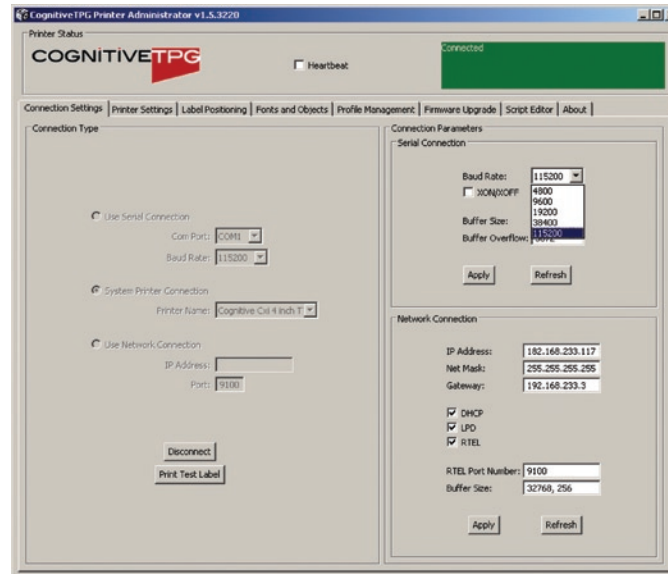 CognitiveTPG Printer Administrator v1.5.3220
Printer Status
COGNITIVETPG
Heartbeat
Connected
Connection Settings
Printer Settings
Label Positioning
Fonts and Objects
Profile Management
Firmware Upgrade
Script Editor
About
Connection Type
Use Serial Connection
Com Port: COM1
Baud Rate: 115200
System Printer Connection
Printer Name: Cognitive Cxi 4 inch T
Use Network Connection
IP Address:
Port: 9100
Disconnect
Print Test Label
Connection Parameters
Serial Connection
Baud Rate: 115200
XON/XOFF
4800
9600
19200
38400
115200
Buffer Size:
Buffer Overflow:
Apply
Refresh
Network Connection
IP Address: 182.168.233.117
Net Mask: 255.255.255.255
Gateway: 192.168.233.3
DHCP
LPD
RTEL
RTEL Port Number: 9100
Buffer Size: 32768, 256
Apply
Refresh